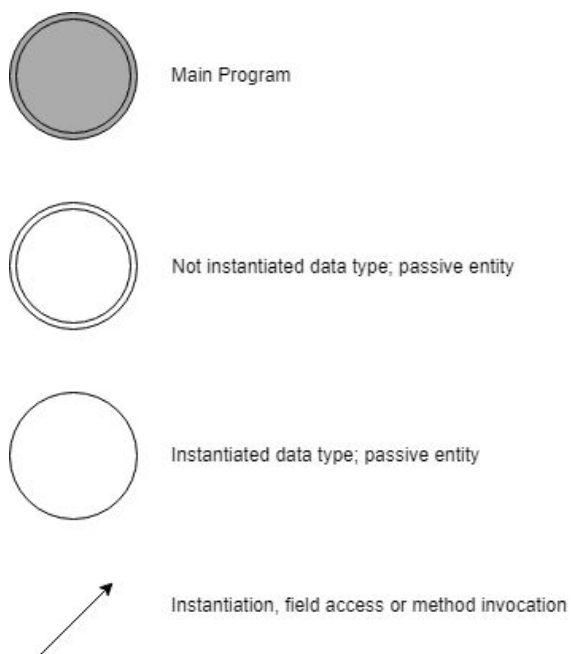 Main Program
Not instantiated data type; passive entity
Instantiated data type; passive entity
Instantiation, field access or method invocation